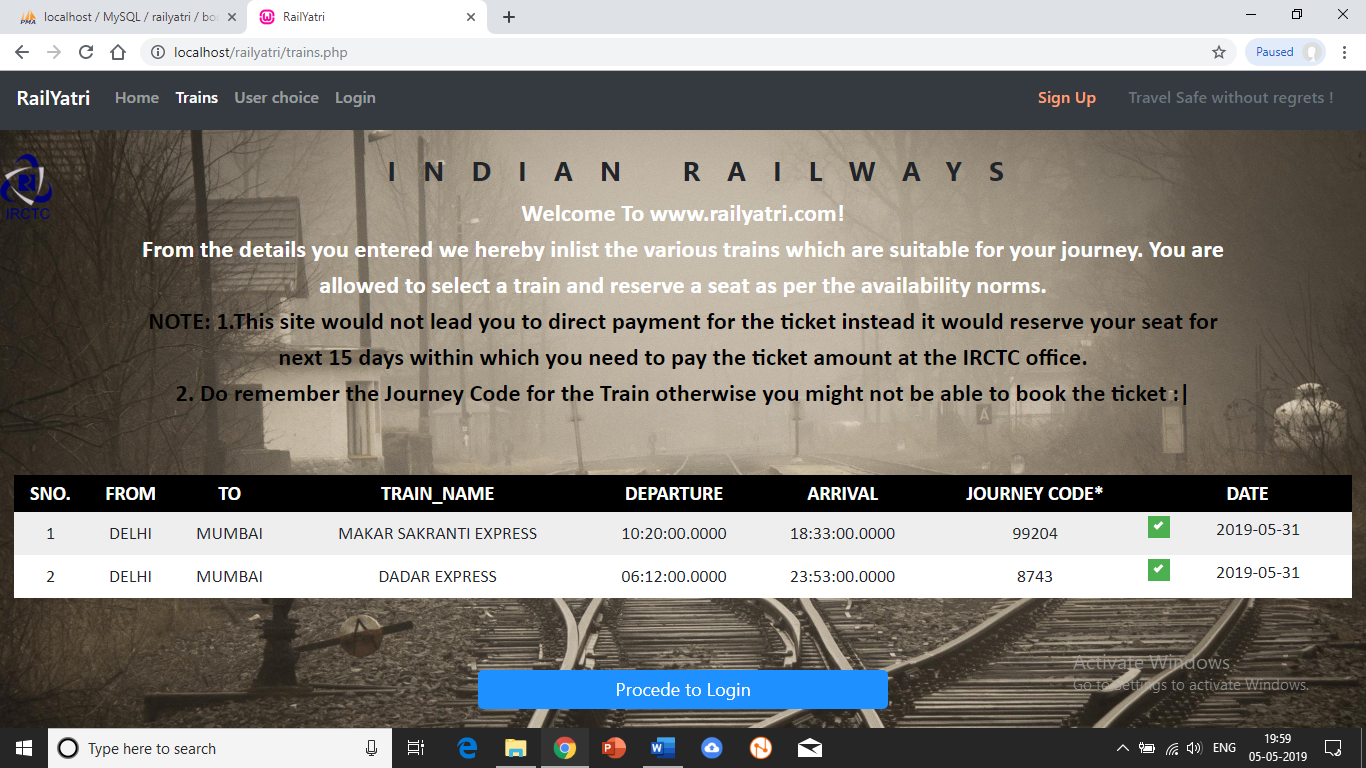 localhost / MySQL / railyatri / bo
RailYatri
localhost/railyatri/trains.php
Paused
RailYatri Home Trains User choice Login Sign Up Travel Safe without regrets !
INDIAN RAILWAYS
IRCTC
Welcome To www.railyatri.com!
From the details you entered we hereby inlist the various trains which are suitable for your journey. You are
allowed to select a train and reserve a seat as per the availability norms.
NOTE: 1.This site would not lead you to direct payment for the ticket instead it would reserve your seat for
next 15 days within which you need to pay the ticket amount at the IRCTC office.
2. Do remember the Journey Code for the Train otherwise you might not be able to book the ticket :|
SNO. FROM TO TRAIN_NAME DEPARTURE ARRIVAL JOURNEY CODE* DATE
1 DELHI MUMBAI MAKAR SAKRANTI EXPRESS 10:20:00.0000 18:33:00.0000 99204 2019-05-31
2 DELHI MUMBAI DADAR EXPRESS 06:12:00.0000 23:53:00.0000 8743 2019-05-31
Activate Windows
Go to Settings to activate Windows.
Procede to Login
Type here to search
ENG
19:59
05-05-2019